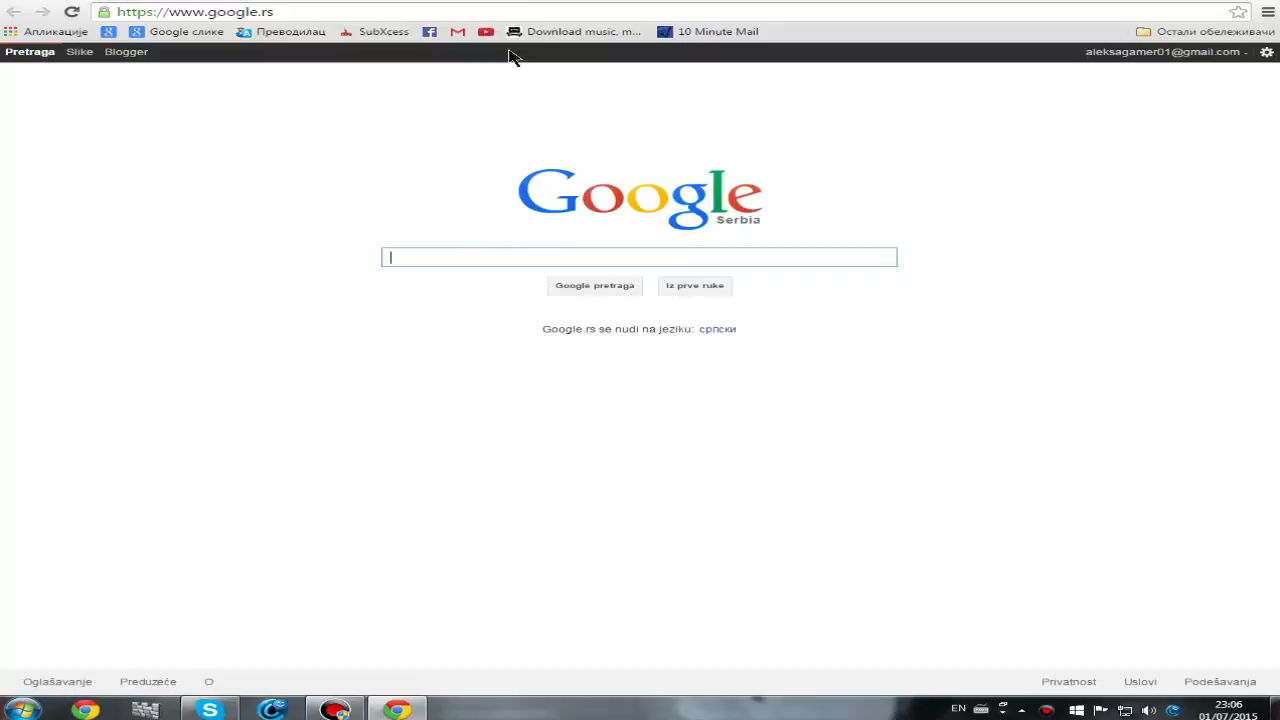 https://www.google.rs
Апликације Google слике Преводилац SubXcess Download music, m... 10 Minute Mail Остали обележивачи
Pretraga Slike Blogger aleksagamer01@gmail.com
Google
Serbia
Google pretraga Iz prve ruke
Google.rs se nudi na jeziku: српски
Oglašavanje Preduzeće O Privatnost Uslovi Podešavanja
EN 23:06
01/07/2015